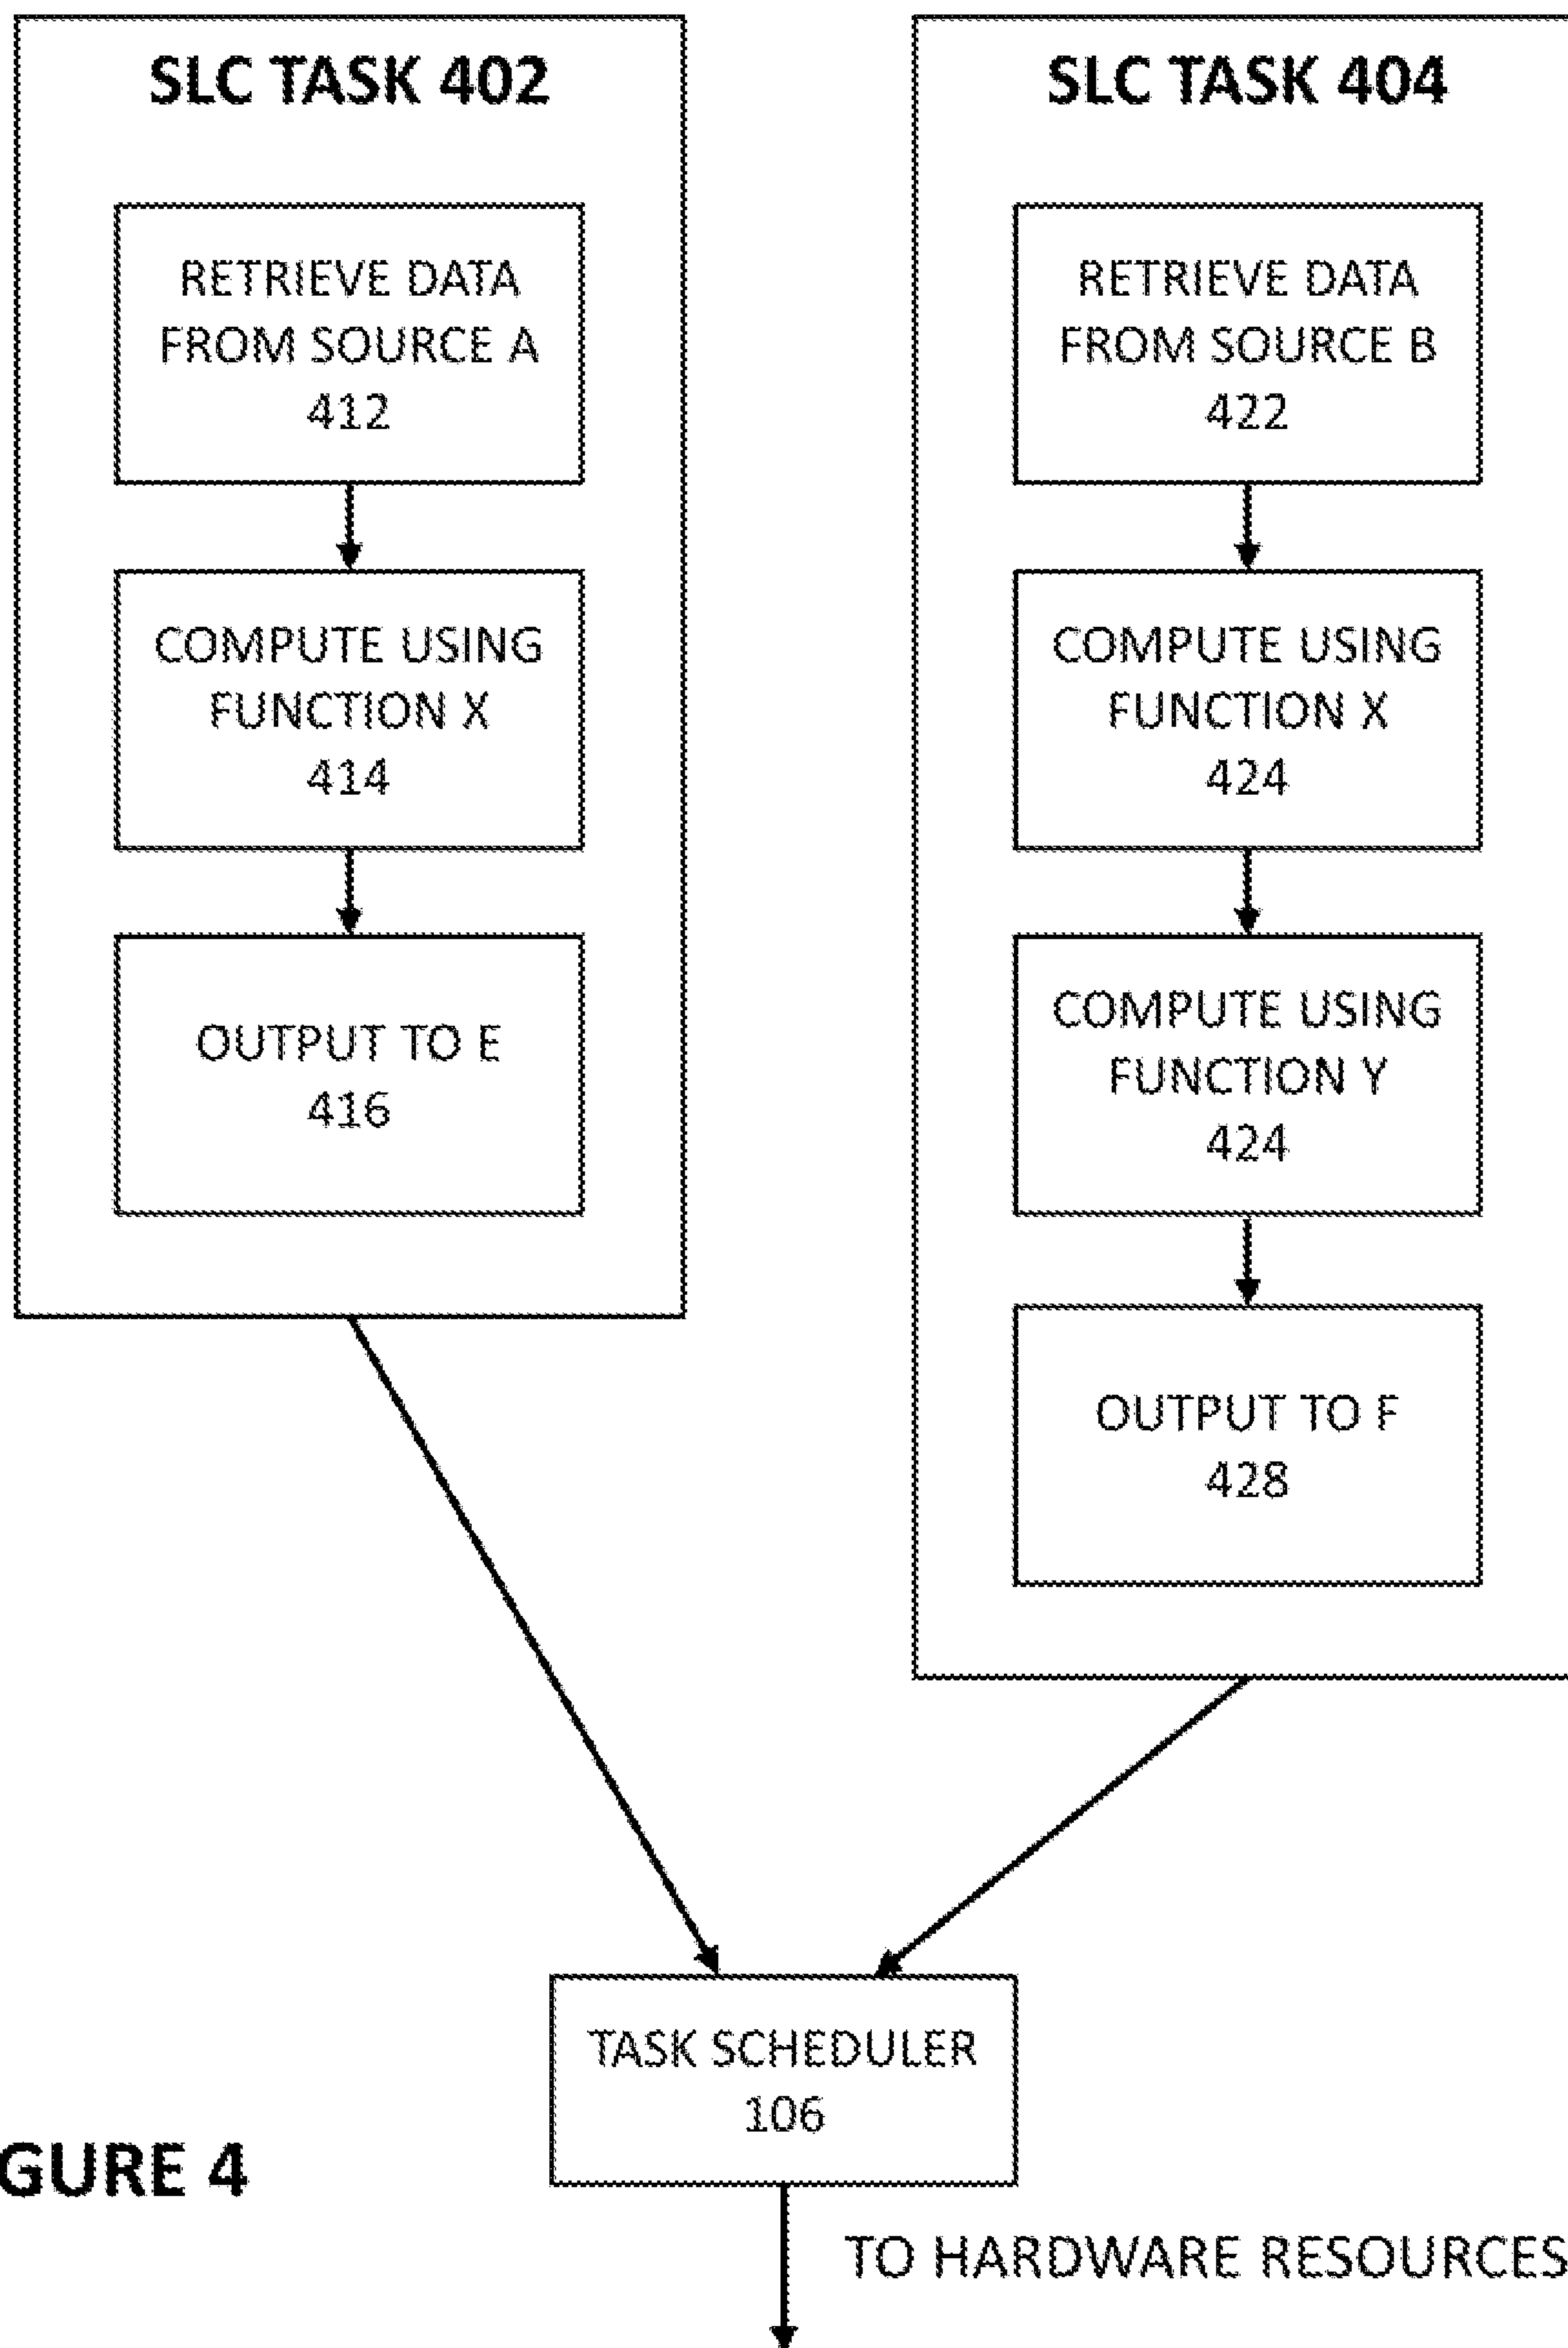 SLC TASK 402
RETRIEVE DATA
FROM SOURCE A
412
COMPUTE USING
FUNCTION X
414
OUTPUT TO E
416
SLC TASK 404
RETRIEVE DATA
FROM SOURCE B
422
COMPUTE USING
FUNCTION X
424
COMPUTE USING
FUNCTION Y
424
OUTPUT TO F
428
TASK SCHEDULER
106
GURE 4
TO HARDWARE RESOURCES